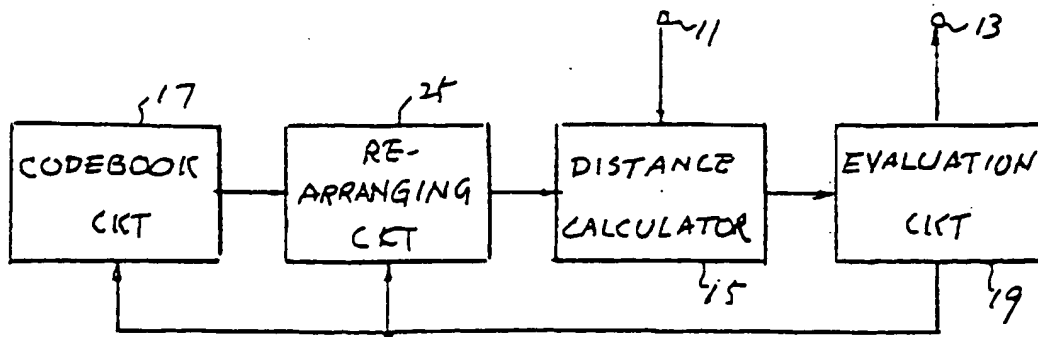 11
13
17
25
CODEBOOK
CKT
RE-
ARRANGING
CKT
DISTANCE
CALCULATOR
EVALUATION
CKT
15
19